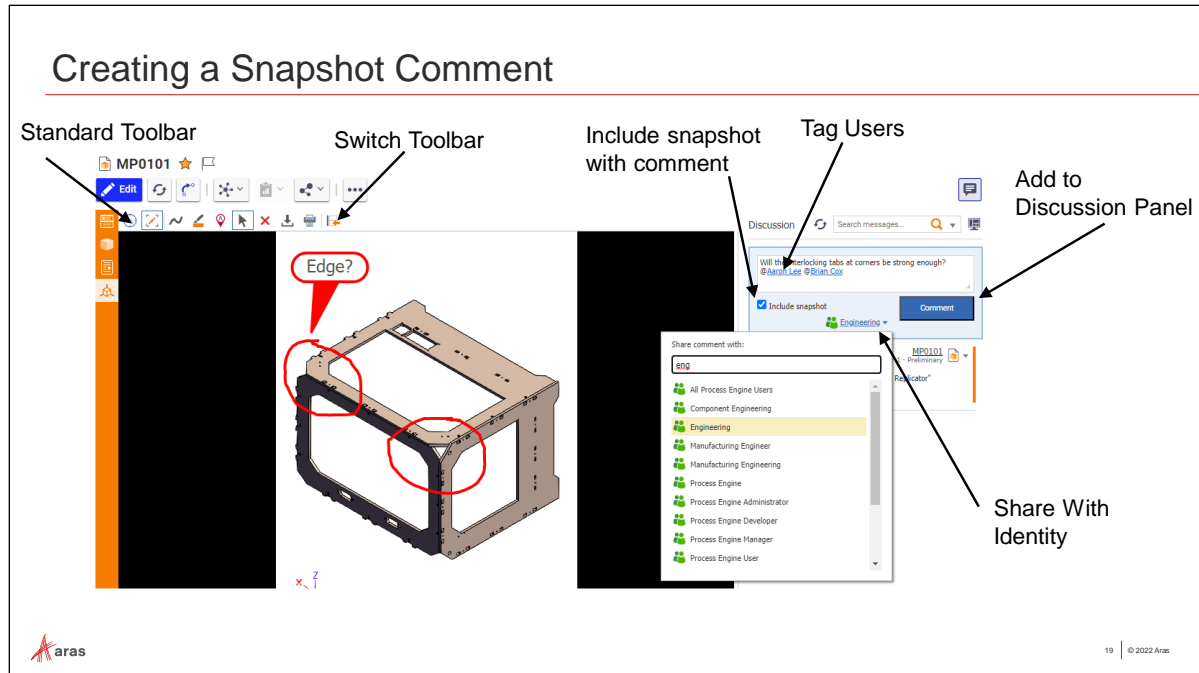 Creating a Snapshot Comment
Standard Toolbar
Switch Toolbar
Include snapshot
with comment
Tag Users
Add to
Discussion Panel
MP0101
Edit
Discussion
Search messages...
Will the interlocking tabs at corners be strong enough?
@Aaron Lee @Brian Cox
Include snapshot
Comment
Engineering
Edge?
Share comment with:
eng
All Process Engine Users
Component Engineering
Engineering
Manufacturing Engineer
Manufacturing Engineering
Process Engine
Process Engine Administrator
Process Engine Developer
Process Engine Manager
Process Engine User
MP0101
1 - Preliminary
Replicator"
Share With
Identity
X
Z
aras
19
© 2022 Aras